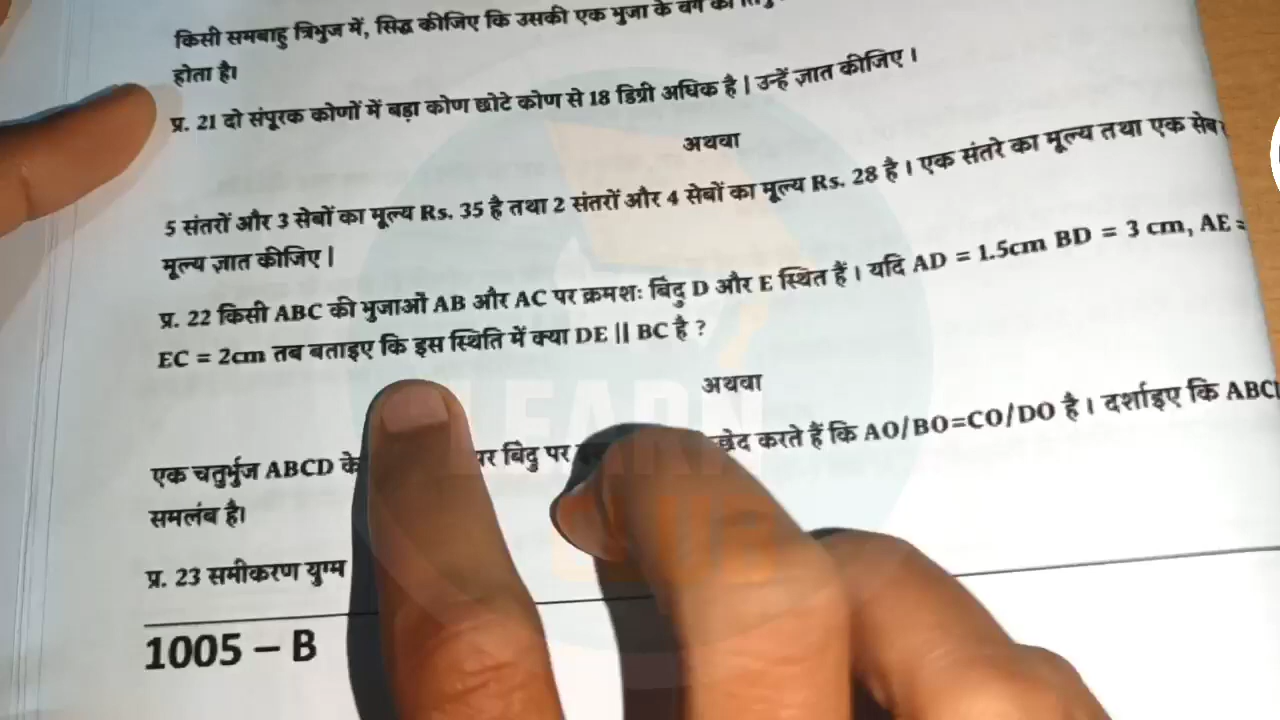 किसी समबाहु त्रिभुज में, सिद्ध कीजिए कि उसकी एक भुजा के वर्ग का
होता है।
प्र. 21 दो संपूरक कोणों में बड़ा कोण छोटे कोण से 18 डिग्री अधिक है | उन्हें ज्ञात कीजिए ।
अथवा
5 संतरों और 3 सेबों का मूल्य Rs. 35 है तथा 2 संतरों और 4 सेबों का मूल्य Rs. 28 है । एक संतरे का मूल्य तथा एक सेब
मूल्य ज्ञात कीजिए |
प्र. 22 किसी ABC की भुजाओं AB और AC पर क्रमशः बिंदु D और E स्थित हैं । यदि AD = 1.5cm BD = 3 cm, AE =
EC = 2cm तब बताइए कि इस स्थिति में क्या DE || BC है ?
अथवा
एक चतुर्भुज ABCD के पर बिंदु पर करते हैं कि AO/BO=CO/DO है । दर्शाइए कि
समलंब है।
प्र. 23 समीकरण युग्म
1005 – B
LEARN
CLUB